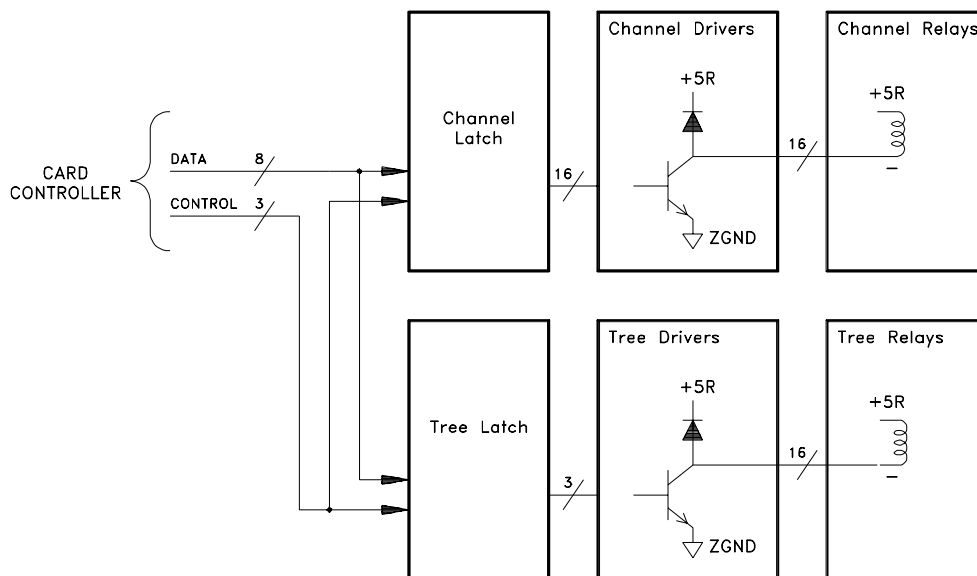 Channel Drivers
Channel Relays
+5R
+5R
Channel
Latch
DATA
8
16
16
CARD
CONTROLLER
CONTROL
3
ZGND
Tree Drivers
Tree Relays
+5R
+5R
Tree Latch
16
3
ZGND